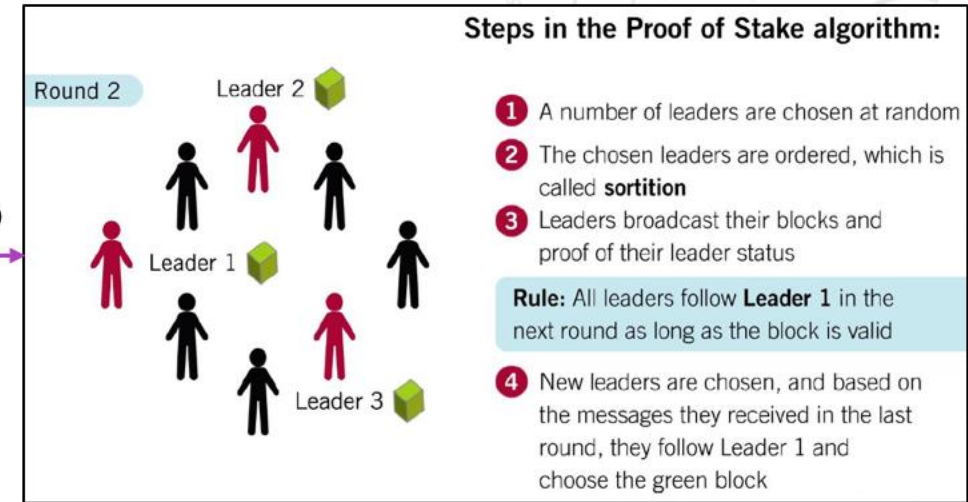 Steps in the Proof of Stake algorithm:
Round 2
Leader 2
Leader 1
Leader 3
1 A number of leaders are chosen at random
2 The chosen leaders are ordered, which is
called sortition
3 Leaders broadcast their blocks and
proof of their leader status
Rule: All leaders follow Leader 1 in the
next round as long as the block is valid
4 New leaders are chosen, and based on
the messages they received in the last
round, they follow Leader 1 and
choose the green block